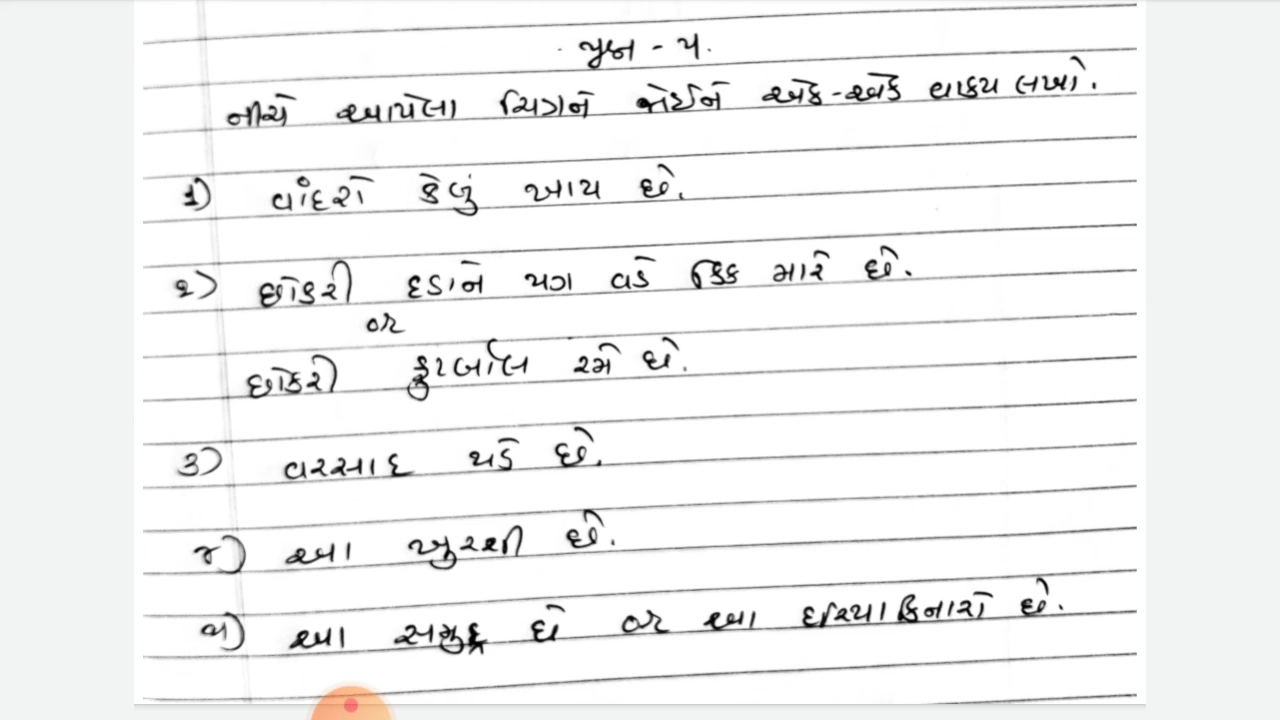 પ્રશ્ન - ૫.
નીચે આપેલા ચિત્રને જોઈને એક-એક વાક્ય લખો.
૧) વાંદરો કેળું ખાય છે.
૨) છોકરી દડાને પગ વડે કિક મારે છે.
or
છોકરી ફુટબોલ રમે છે.
૩) વરસાદ પડે છે.
૪) આ ખુરશી છે.
૫) આ સમુદ્ર છે or આ દરિયાકિનારો છે.